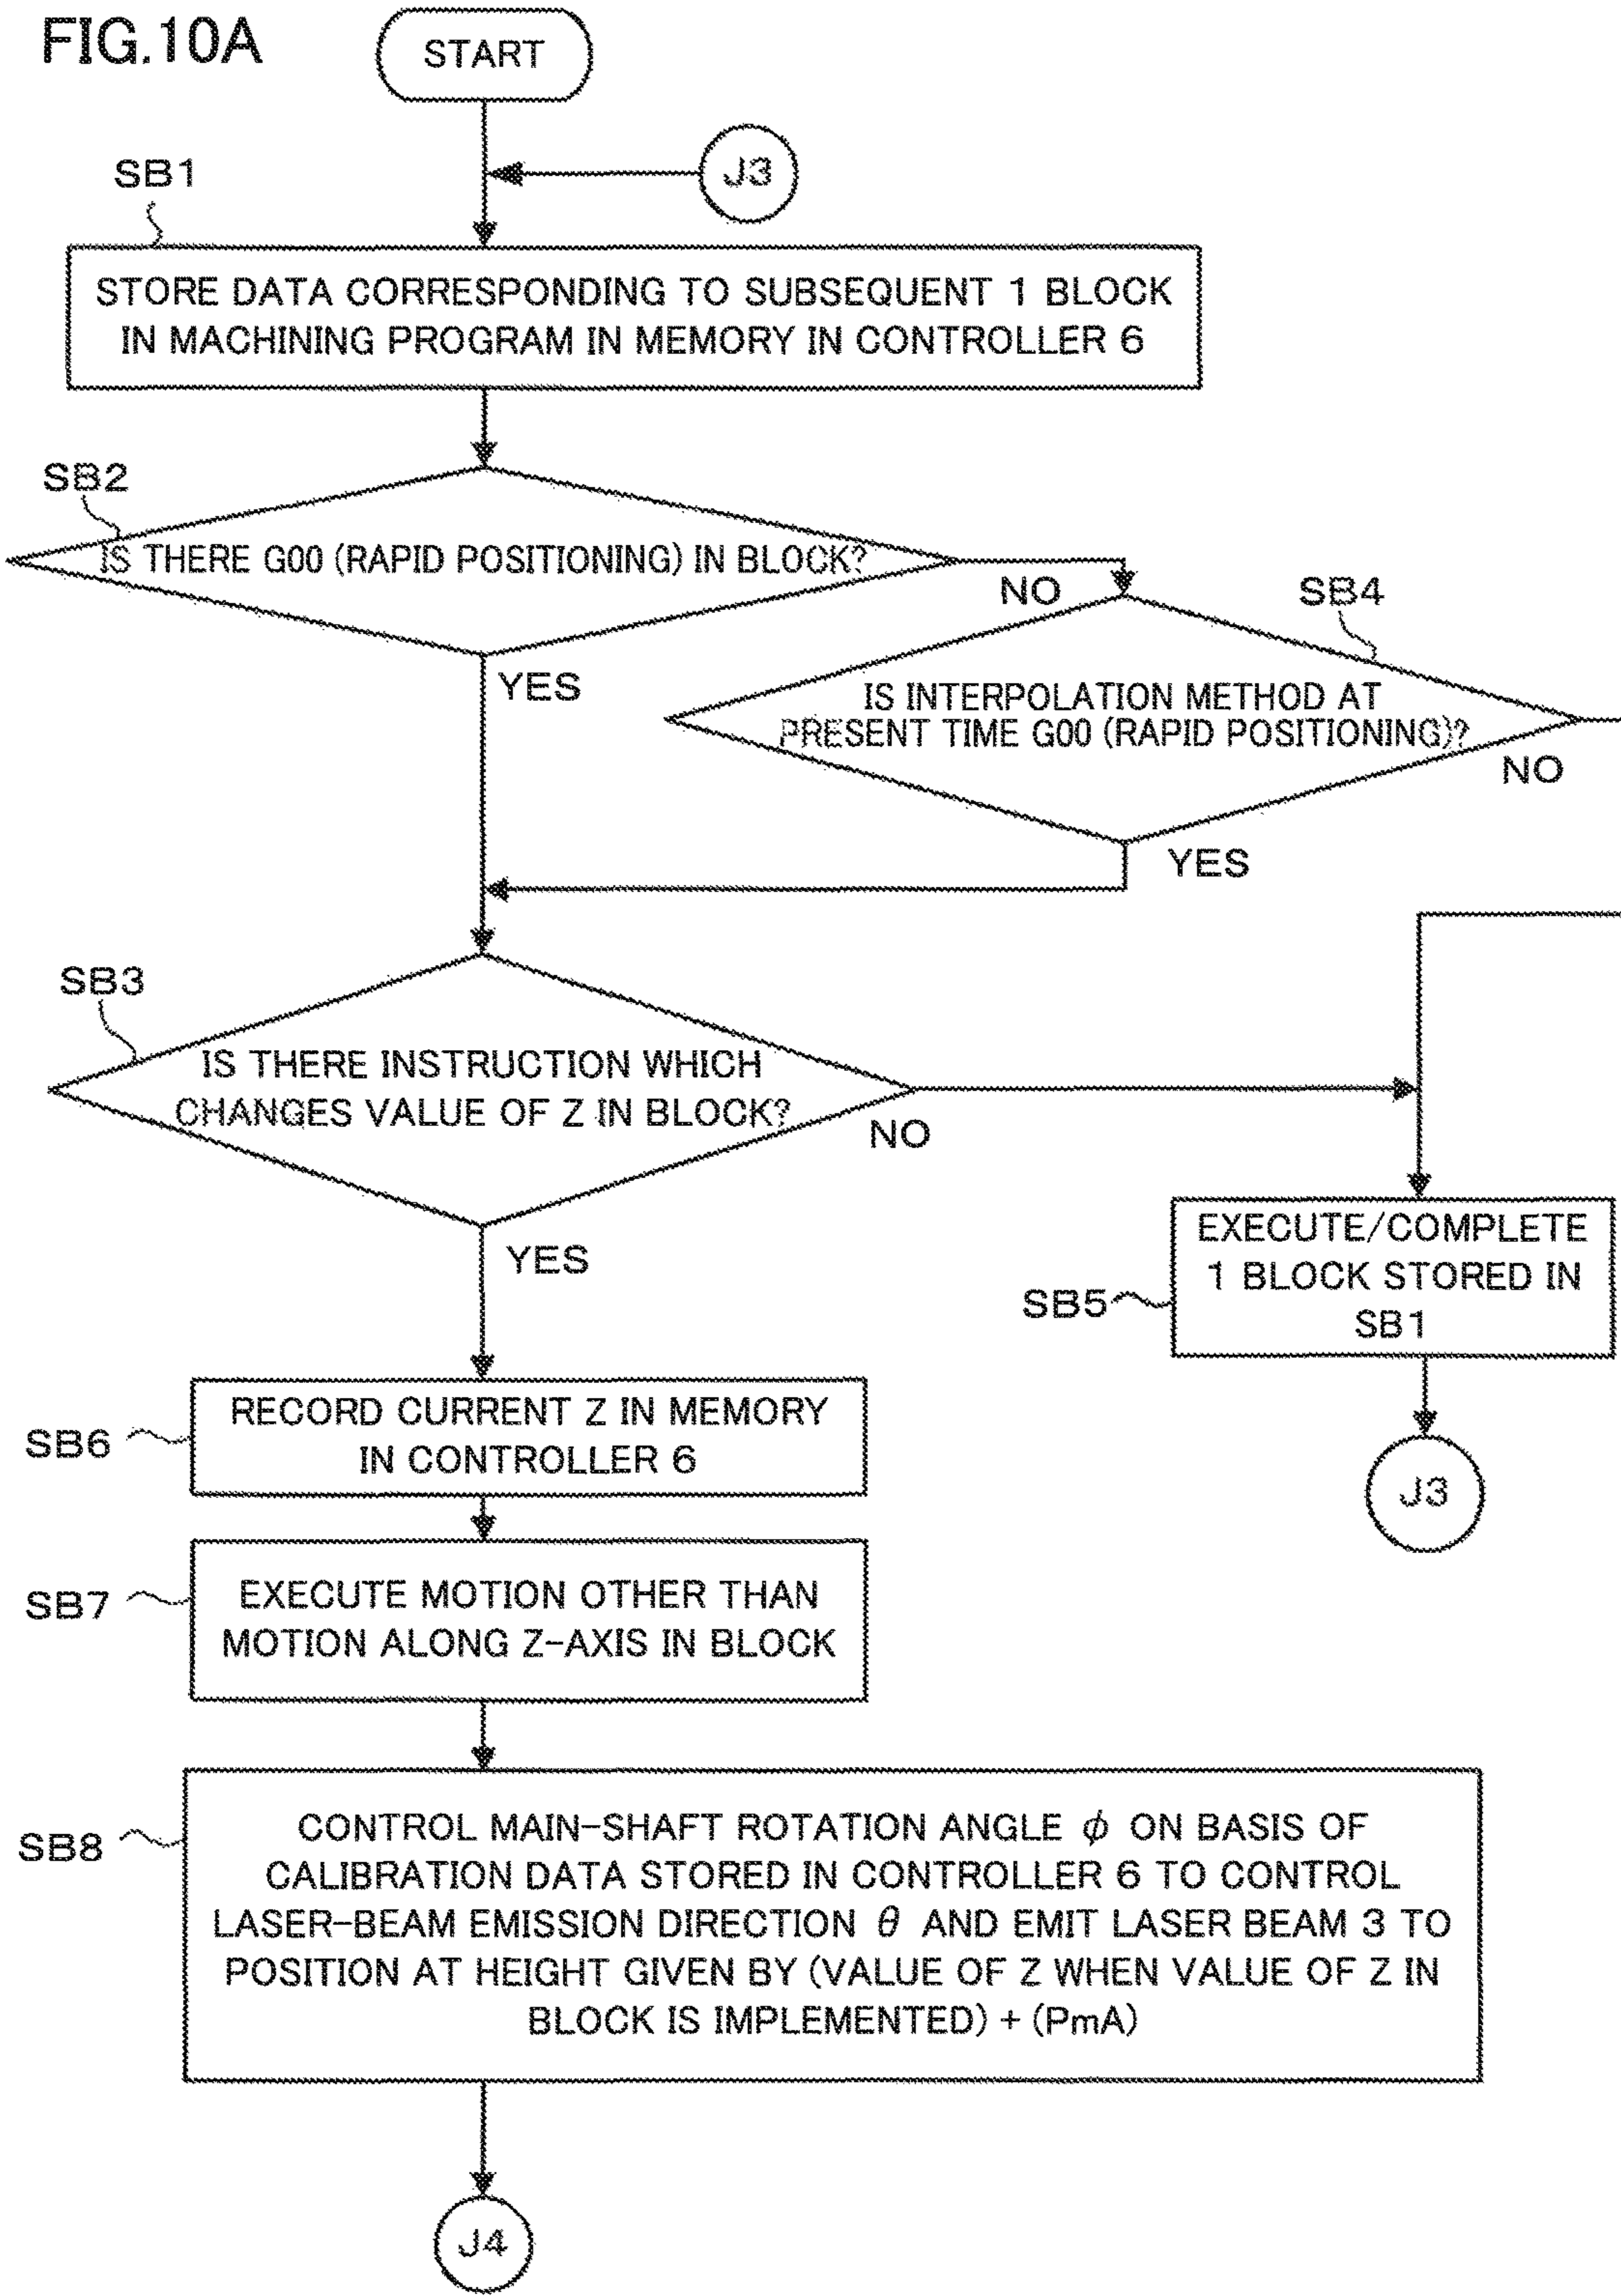 FIG.10A
START
J3
SB1
STORE DATA CORRESPONDING TO SUBSEQUENT 1 BLOCK
IN MACHINING PROGRAM IN MEMORY IN CONTROLLER 6
SB2
IS THERE G00 (RAPID POSITIONING) IN BLOCK?
NO
YES
SB4
IS INTERPOLATION METHOD AT
PRESENT TIME G00 (RAPID POSITIONING)?
NO
YES
SB3
IS THERE INSTRUCTION WHICH
CHANGES VALUE OF Z IN BLOCK?
NO
YES
SB5
EXECUTE/COMPLETE
1 BLOCK STORED IN
SB1
J3
SB6
RECORD CURRENT Z IN MEMORY
IN CONTROLLER 6
SB7
EXECUTE MOTION OTHER THAN
MOTION ALONG Z-AXIS IN BLOCK
SB8
CONTROL MAIN-SHAFT ROTATION ANGLE φ ON BASIS OF
CALIBRATION DATA STORED IN CONTROLLER 6 TO CONTROL
LASER-BEAM EMISSION DIRECTION θ AND EMIT LASER BEAM 3 TO
POSITION AT HEIGHT GIVEN BY (VALUE OF Z WHEN VALUE OF Z IN
BLOCK IS IMPLEMENTED) + (PmA)
J4